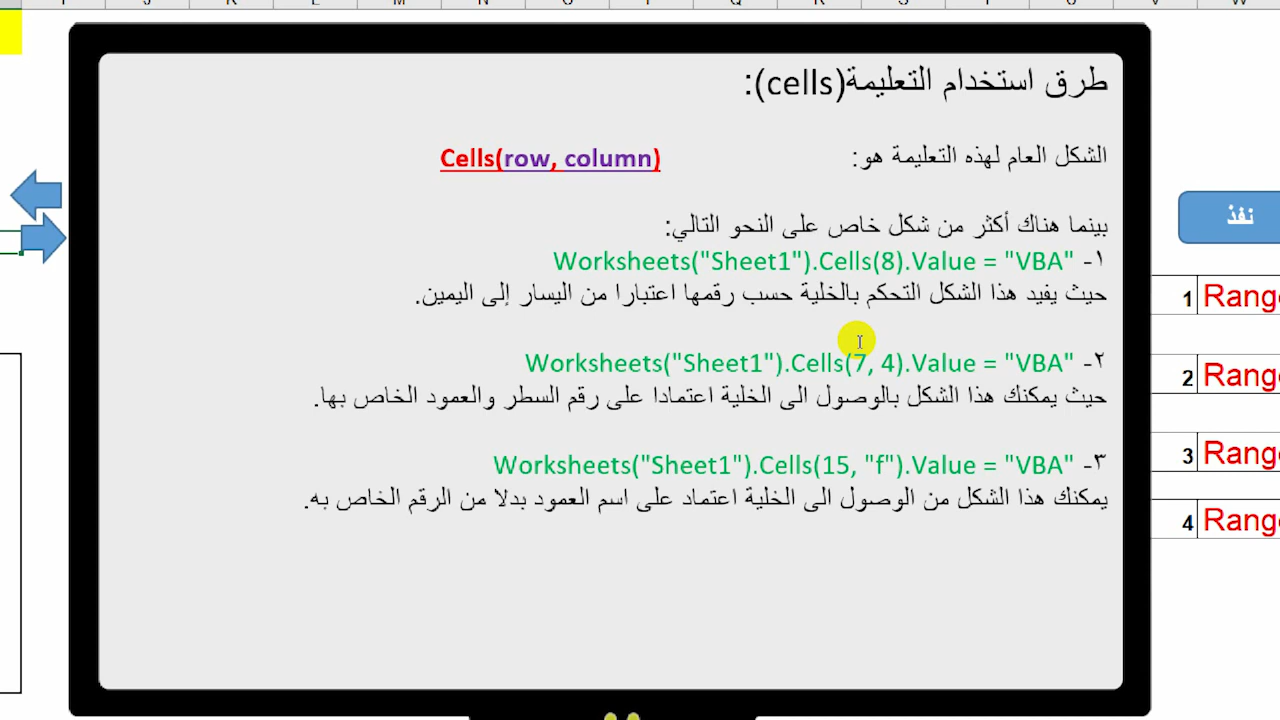 طرق استخدام التعليمة(cells):
الشكل العام لهذه التعليمة هو: Cells(row, column)
بينما هناك أكثر من شكل خاص على النحو التالي:
١- Worksheets("Sheet1").Cells(8).Value = "VBA"
حيث يفيد هذا الشكل التحكم بالخلية حسب رقمها اعتبارا من اليسار إلى اليمين.
٢- Worksheets("Sheet1").Cells(7, 4).Value = "VBA"
حيث يمكنك هذا الشكل بالوصول الى الخلية اعتمادا على رقم السطر والعمود الخاص بها.
٣- Worksheets("Sheet1").Cells(15, "f").Value = "VBA"
يمكنك هذا الشكل من الوصول الى الخلية اعتماد على اسم العمود بدلا من الرقم الخاص به.
نفذ
1 Rang
2 Rang
3 Rang
4 Rang